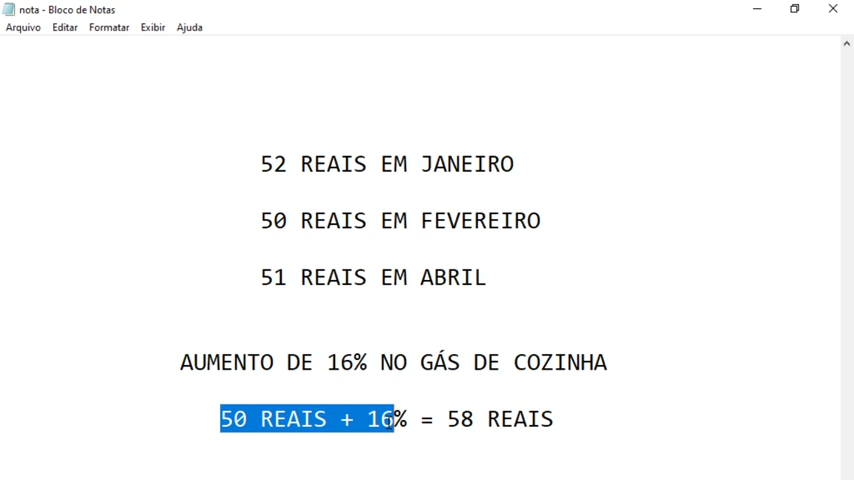 nota - Bloco de Notas
Arquivo Editar Formatar Exibir Ajuda
52 REAIS EM JANEIRO
50 REAIS EM FEVEREIRO
51 REAIS EM ABRIL
AUMENTO DE 16% NO GÁS DE COZINHA
50 REAIS + 16% = 58 REAIS